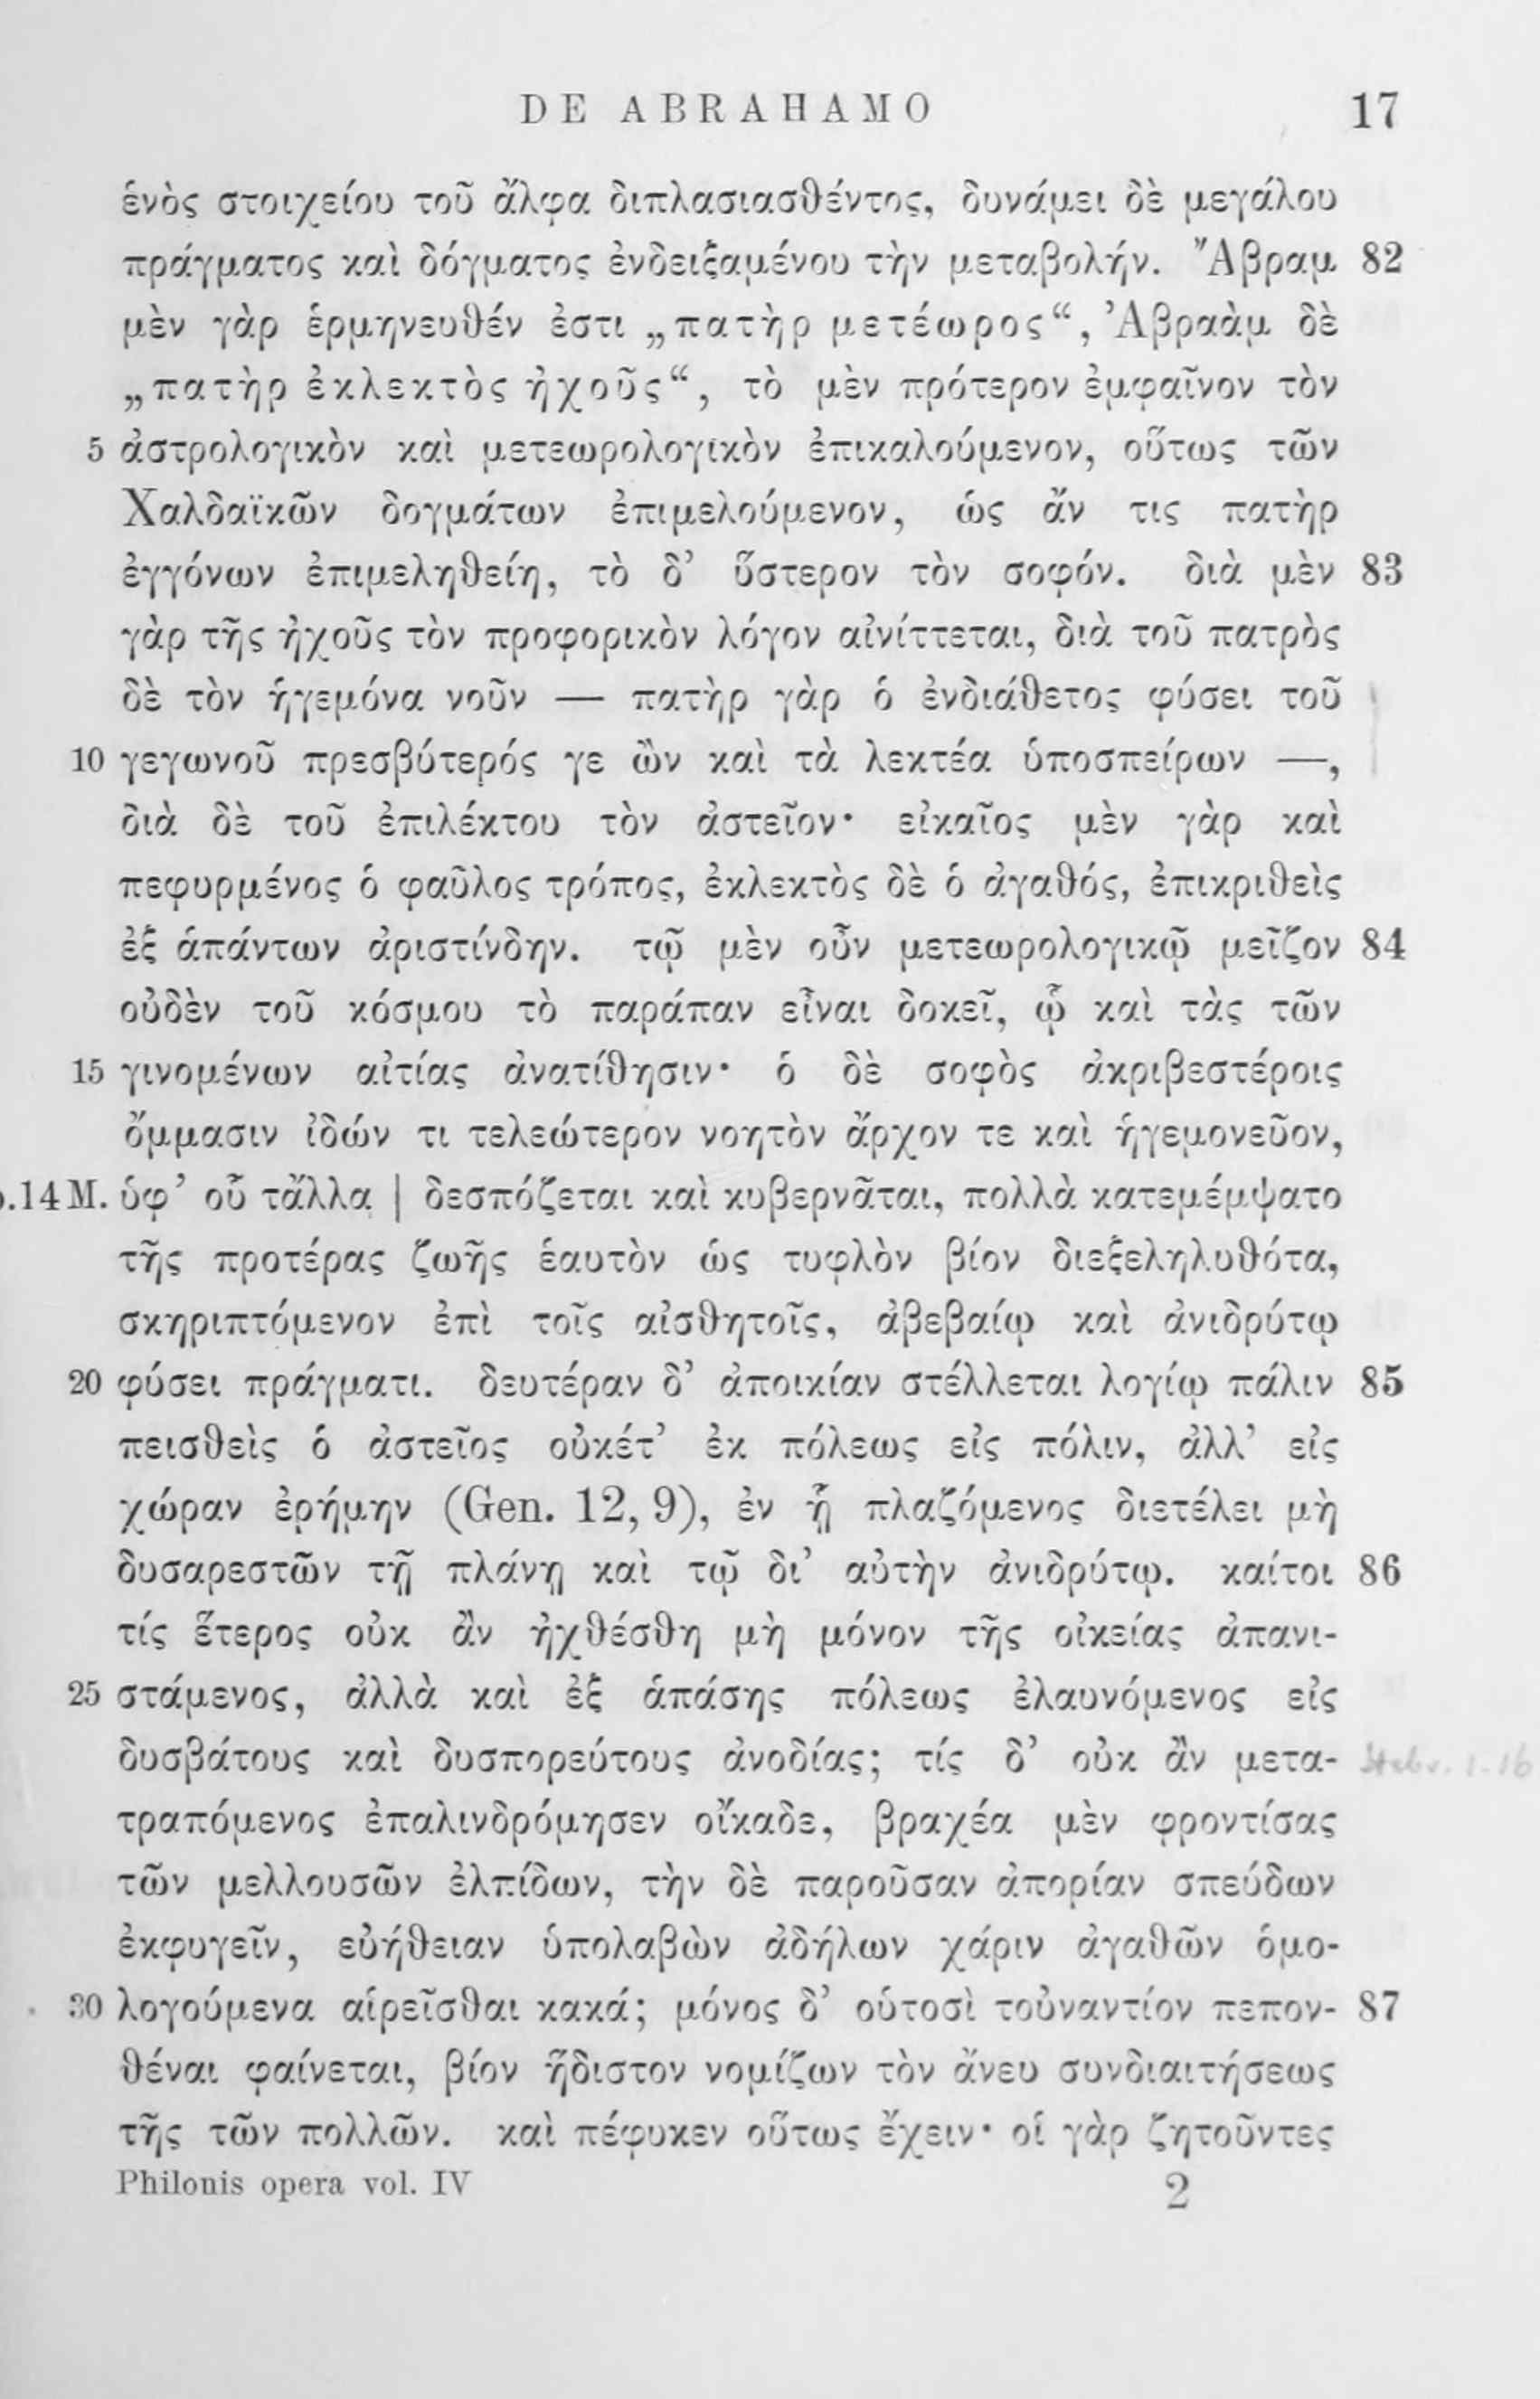 DE ABRAHAMO 17
ἑνὸς στοιχείου τοῦ ἄλφα διπλασιασθέντος, δυνάμει δὲ μεγάλου
πράγματος καὶ δόγματος ἐνδειξαμένου τὴν μεταβολήν. Ἄβραμ 82
μὲν γὰρ ἑρμηνευθέν ἐστι „πατὴρ μετέωρος“, Ἀβραὰμ δὲ
„πατὴρ ἐκλεκτὸς ἠχοῦς“, τὸ μὲν πρότερον ἐμφαῖνον τὸν
5 ἀστρολογικὸν καὶ μετεωρολογικὸν ἐπικαλούμενον, οὕτως τῶν
Χαλδαϊκῶν δογμάτων ἐπιμελούμενον, ὡς ἄν τις πατὴρ
ἐγγόνων ἐπιμεληθείη, τὸ δ’ ὕστερον τὸν σοφόν. διὰ μὲν 83
γὰρ τῆς ἠχοῦς τὸν προφορικὸν λόγον αἰνίττεται, διὰ τοῦ πατρὸς
δὲ τὸν ἡγεμόνα νοῦν — πατὴρ γὰρ ὁ ἐνδιάθετος φύσει τοῦ
10 γεγωνοῦ πρεσβύτερός γε ὢν καὶ τὰ λεκτέα ὑποσπείρων —,
διὰ δὲ τοῦ ἐπιλέκτου τὸν ἀστεῖον· εἰκαῖος μὲν γὰρ καὶ
πεφυρμένος ὁ φαῦλος τρόπος, ἐκλεκτὸς δὲ ὁ ἀγαθός, ἐπικριθεὶς
ἐξ ἁπάντων ἀριστίνδην. τῷ μὲν οὖν μετεωρολογικῷ μεῖζον 84
οὐδὲν τοῦ κόσμου τὸ παράπαν εἶναι δοκεῖ, ᾧ καὶ τὰς τῶν
15 γινομένων αἰτίας ἀνατίθησιν· ὁ δὲ σοφὸς ἀκριβεστέροις
ὄμμασιν ἰδών τι τελεώτερον νοητὸν ἄρχον τε καὶ ἡγεμονεῦον,
p.14 M. ὑφ’ οὗ τἄλλα | δεσπόζεται καὶ κυβερνᾶται, πολλὰ κατεμέμψατο
τῆς προτέρας ζωῆς ἑαυτὸν ὡς τυφλὸν βίον διεξεληλυθότα,
σκηριπτόμενον ἐπὶ τοῖς αἰσθητοῖς, ἀβεβαίῳ καὶ ἀνιδρύτῳ
20 φύσει πράγματι. δευτέραν δ’ ἀποικίαν στέλλεται λογίῳ πάλιν 85
πεισθεὶς ὁ ἀστεῖος οὐκέτ’ ἐκ πόλεως εἰς πόλιν, ἀλλ’ εἰς
χώραν ἐρήμην (Gen. 12, 9), ἐν ᾗ πλαζόμενος διετέλει μὴ
δυσαρεστῶν τῇ πλάνῃ καὶ τῷ δι’ αὐτὴν ἀνιδρύτῳ. καίτοι 86
τίς ἕτερος οὐκ ἂν ἠχθέσθη μὴ μόνον τῆς οἰκείας ἀπανι-
25 στάμενος, ἀλλὰ καὶ ἐξ ἁπάσης πόλεως ἐλαυνόμενος εἰς
δυσβάτους καὶ δυσπορεύτους ἀνοδίας; τίς δ’ οὐκ ἂν μετα-
τραπόμενος ἐπαλινδρόμησεν οἴκαδε, βραχέα μὲν φροντίσας
τῶν μελλουσῶν ἐλπίδων, τὴν δὲ παροῦσαν ἀπορίαν σπεύδων
ἐκφυγεῖν, εὐήθειαν ὑπολαβὼν ἀδήλων χάριν ἀγαθῶν ὁμο-
30 λογούμενα αἱρεῖσθαι κακά; μόνος δ’ οὑτοσὶ τοὐναντίον πεπον- 87
θέναι φαίνεται, βίον ἥδιστον νομίζων τὸν ἄνευ συνδιαιτήσεως
τῆς τῶν πολλῶν. καὶ πέφυκεν οὕτως ἔχειν· οἱ γὰρ ζητοῦντες
Philonis opera vol. IV 2